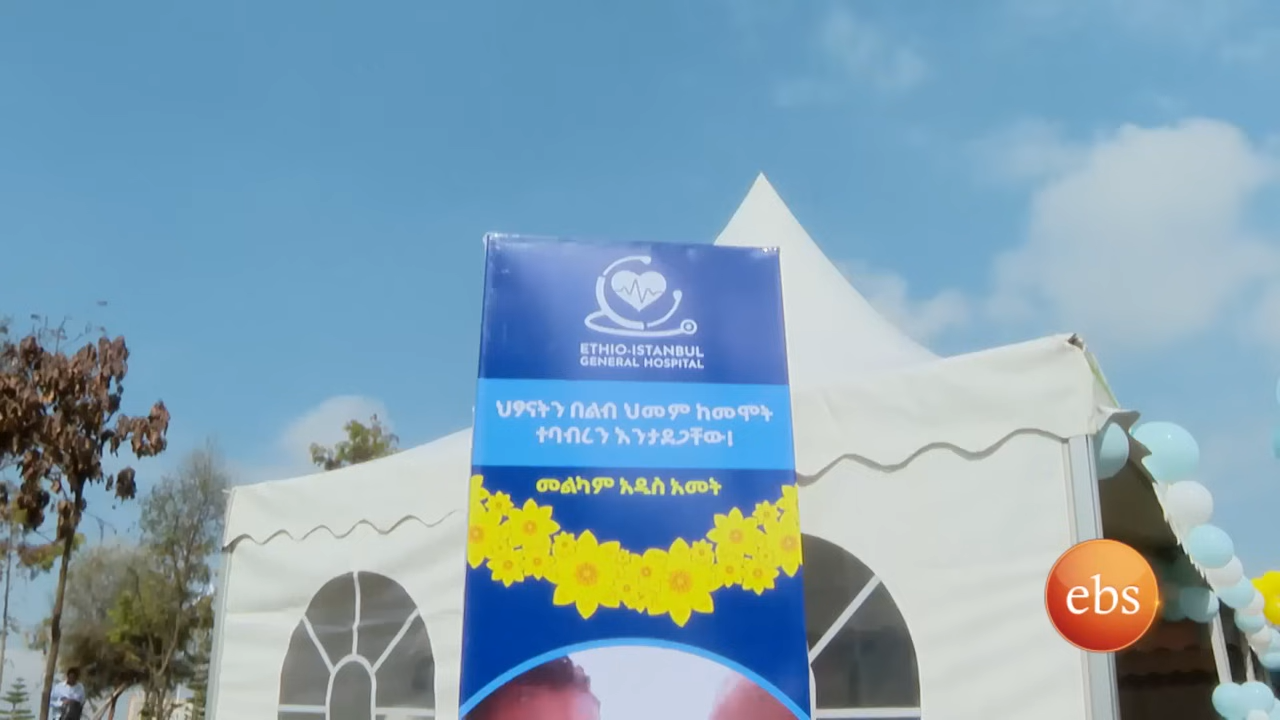 ETHIO-ISTANBUL
GENERAL HOSPITAL
ህፃናትን በልብ ህመም ከመሞት
ተባብረን እንታደጋቸው!
መልካም አዲስ አመት
ebs